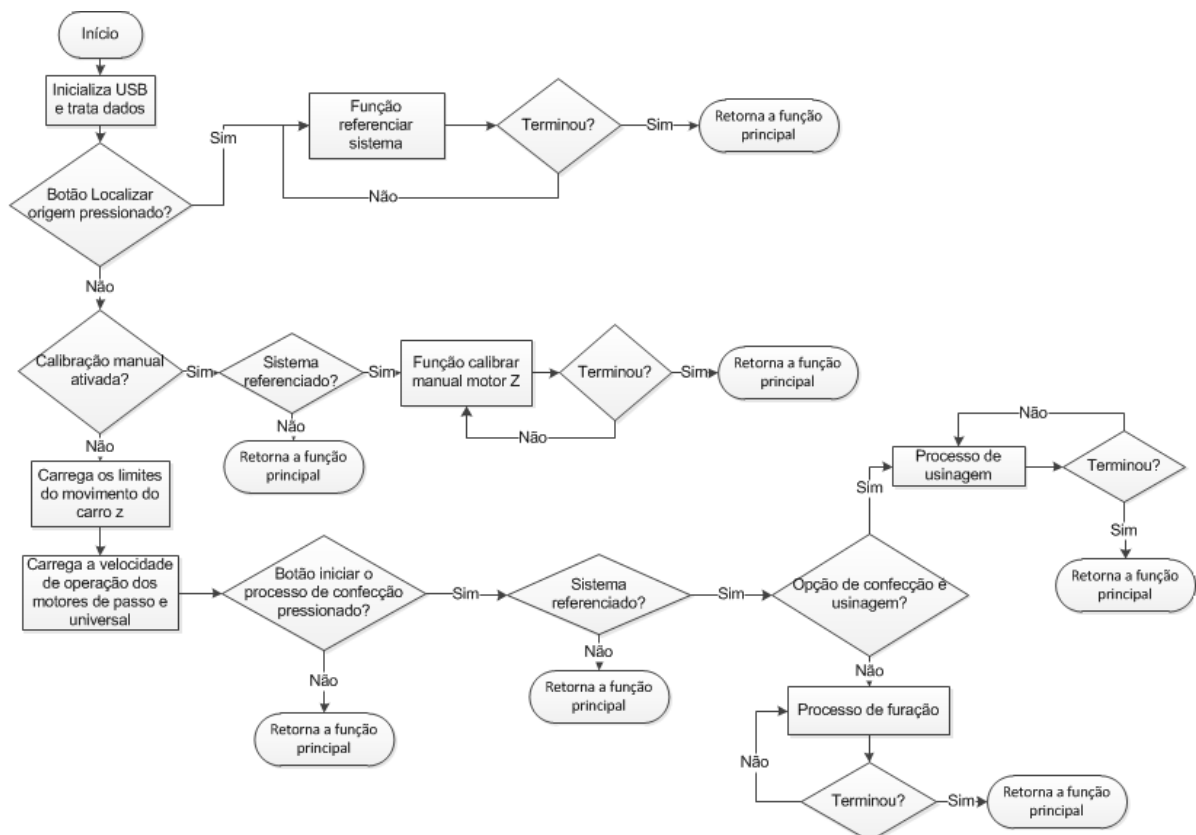 Início
Inicializa USB
e trata dados
Botão Localizar
origem pressionado?
Sim
Função
referenciar
sistema
Terminou?
Sim
Retorna a função
principal
Não
Não
Calibração manual
ativada?
Sim
Sistema
referenciado?
Sim
Função calibrar
manual motor Z
Terminou?
Sim
Retorna a função
principal
Não
Não
Retorna a função
principal
Não
Carrega os limites
do movimento do
carro z
Carrega a velocidade
de operação dos
motores de passo e
universal
Botão iniciar o
processo de confecção
pressionado?
Sim
Sistema
referenciado?
Sim
Opção de confecção e
usinagem?
Sim
Processo de
usinagem
Não
Terminou?
Sim
Retorna a função
principal
Não
Retorna a função
principal
Não
Retorna a função
principal
Não
Processo de furação
Não
Terminou?
Sim
Retorna a função
principal